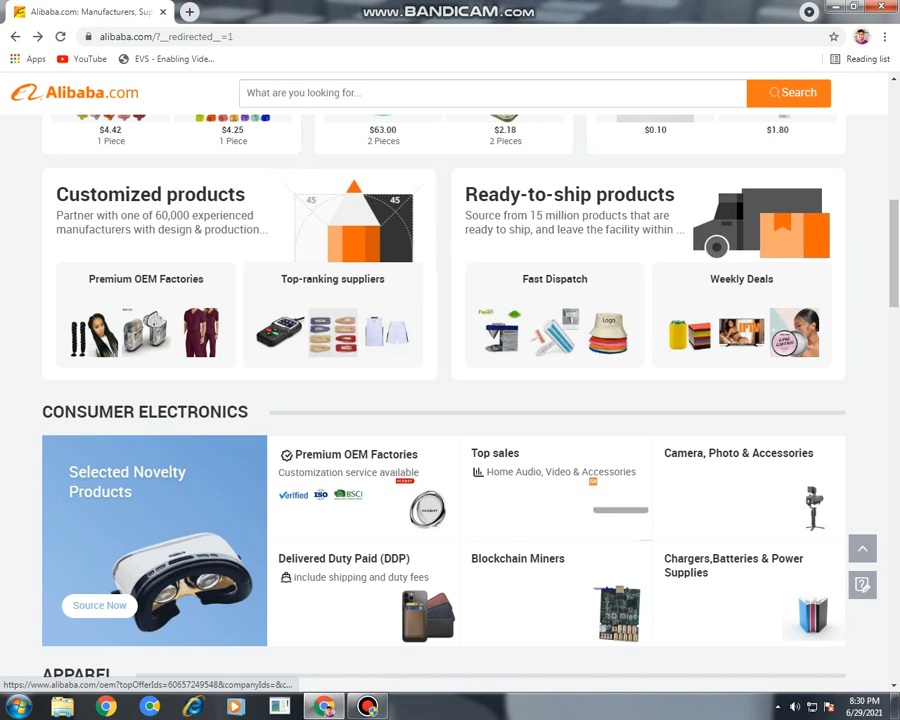 Alibaba.com: Manufacturers, Sup
www.BANDICAM.com
alibaba.com/?__redirected__=1
Apps
YouTube
EVS - Enabling Vide...
Reading list
Alibaba.com
What are you looking for...
Search
$4.42
1 Piece
$4.25
1 Piece
$63.00
2 Pieces
$2.18
2 Pieces
$0.10
$1.80
Customized products
Partner with one of 60,000 experienced
manufacturers with design & production...
45
45
Ready-to-ship products
Source from 15 million products that are
ready to ship, and leave the facility within ...
Premium OEM Factories
Top-ranking suppliers
Fast Dispatch
Weekly Deals
Logo
IPTV
CONSUMER ELECTRONICS
Selected Novelty
Products
Source Now
Premium OEM Factories
Customization service available
Verified
ISO
BSCI
Top sales
Home Audio, Video & Accessories
Camera, Photo & Accessories
Delivered Duty Paid (DDP)
include shipping and duty fees
Blockchain Miners
Chargers,Batteries & Power
Supplies
APPAREL
https://www.alibaba.com/oem?topOfferIds=60657249548&companyIds=&c...
8:30 PM
6/29/2021